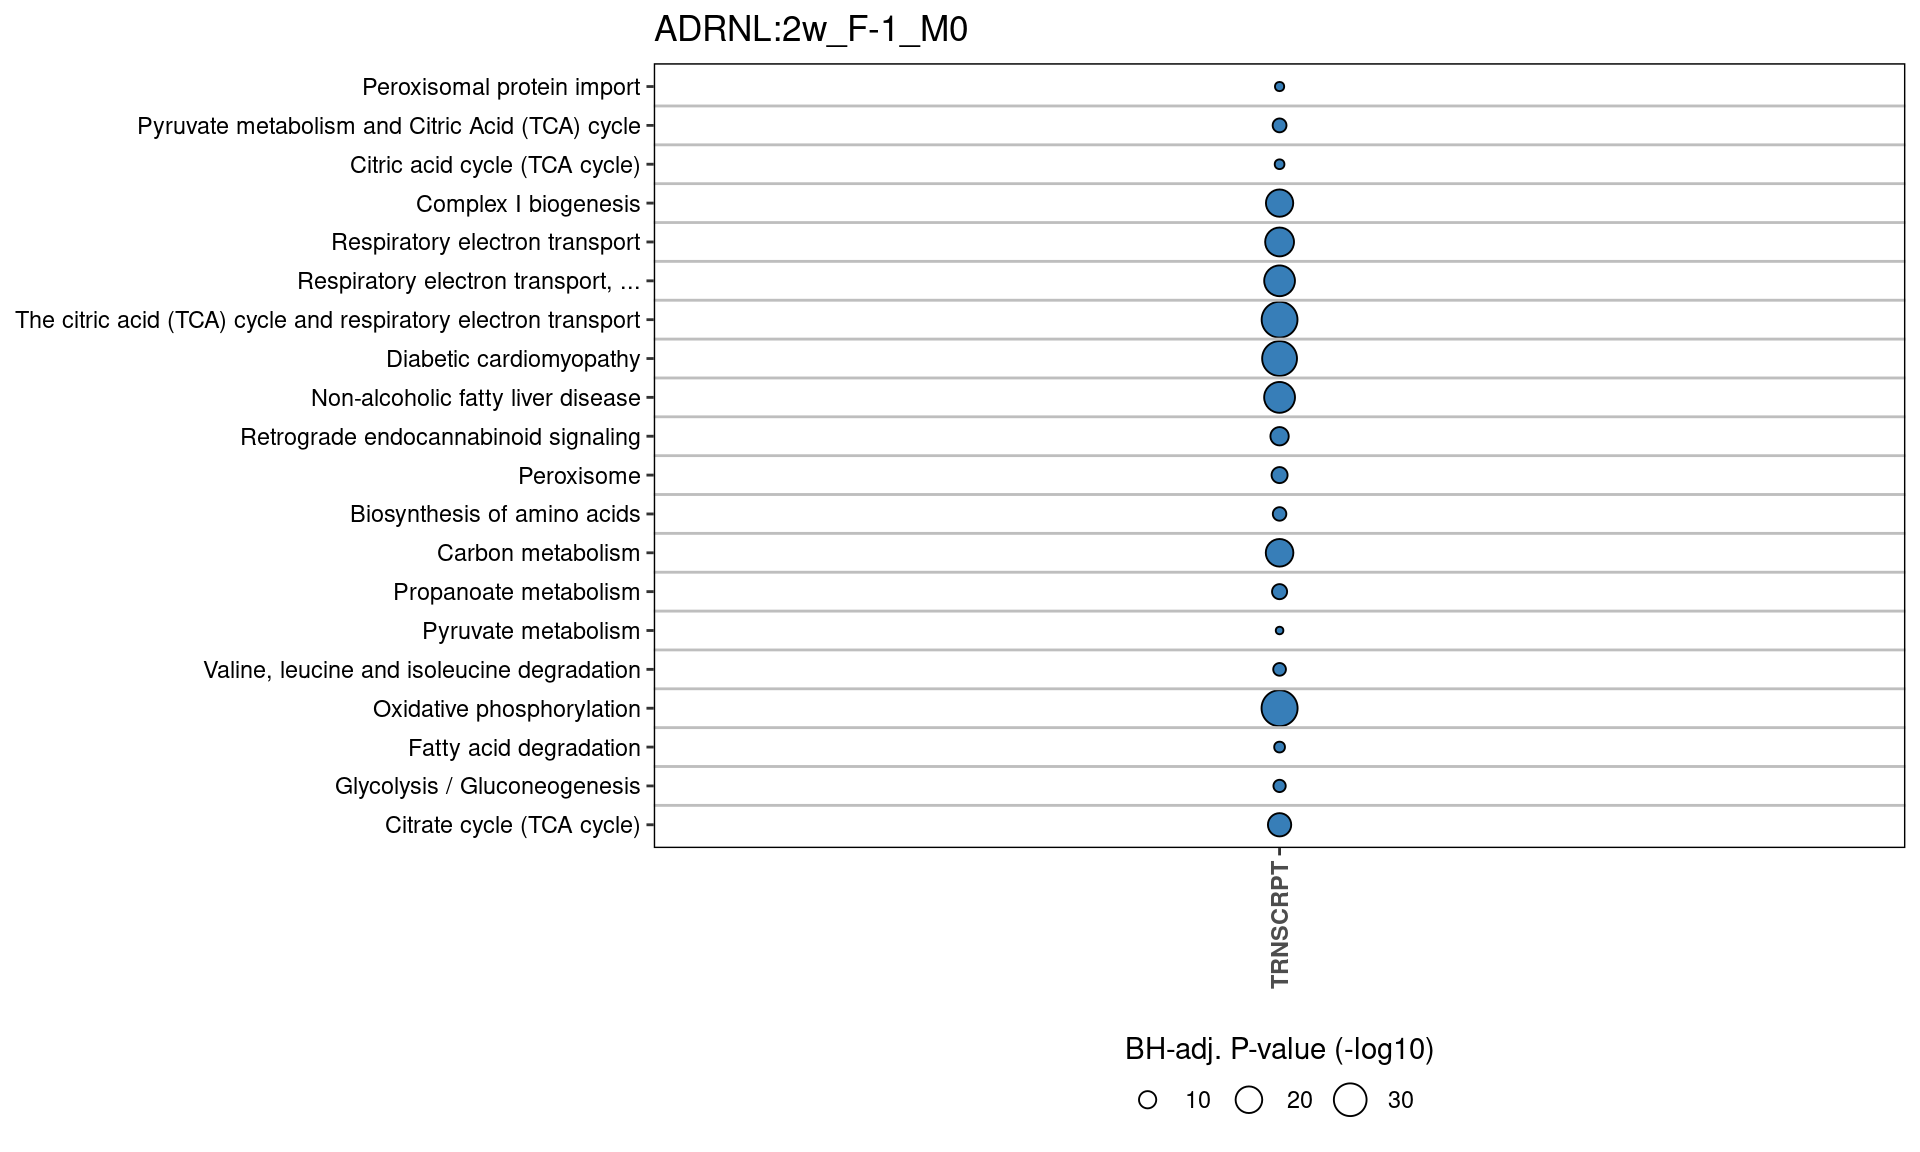 ADRNL:2w_F-1_M0
Peroxisomal protein import
Pyruvate metabolism and Citric Acid (TCA) cycle
Citric acid cycle (TCA cycle)
Complex I biogenesis
Respiratory electron transport
Respiratory electron transport, ...
The citric acid (TCA) cycle and respiratory electron transport
Diabetic cardiomyopathy
Non-alcoholic fatty liver disease
Retrograde endocannabinoid signaling
Peroxisome
Biosynthesis of amino acids
Carbon metabolism
Propanoate metabolism
Pyruvate metabolism
Valine, leucine and isoleucine degradation
Oxidative phosphorylation
Fatty acid degradation
Glycolysis / Gluconeogenesis
Citrate cycle (TCA cycle)
TRNSCRPT
BH-adj. P-value (-log10)
10 20 30